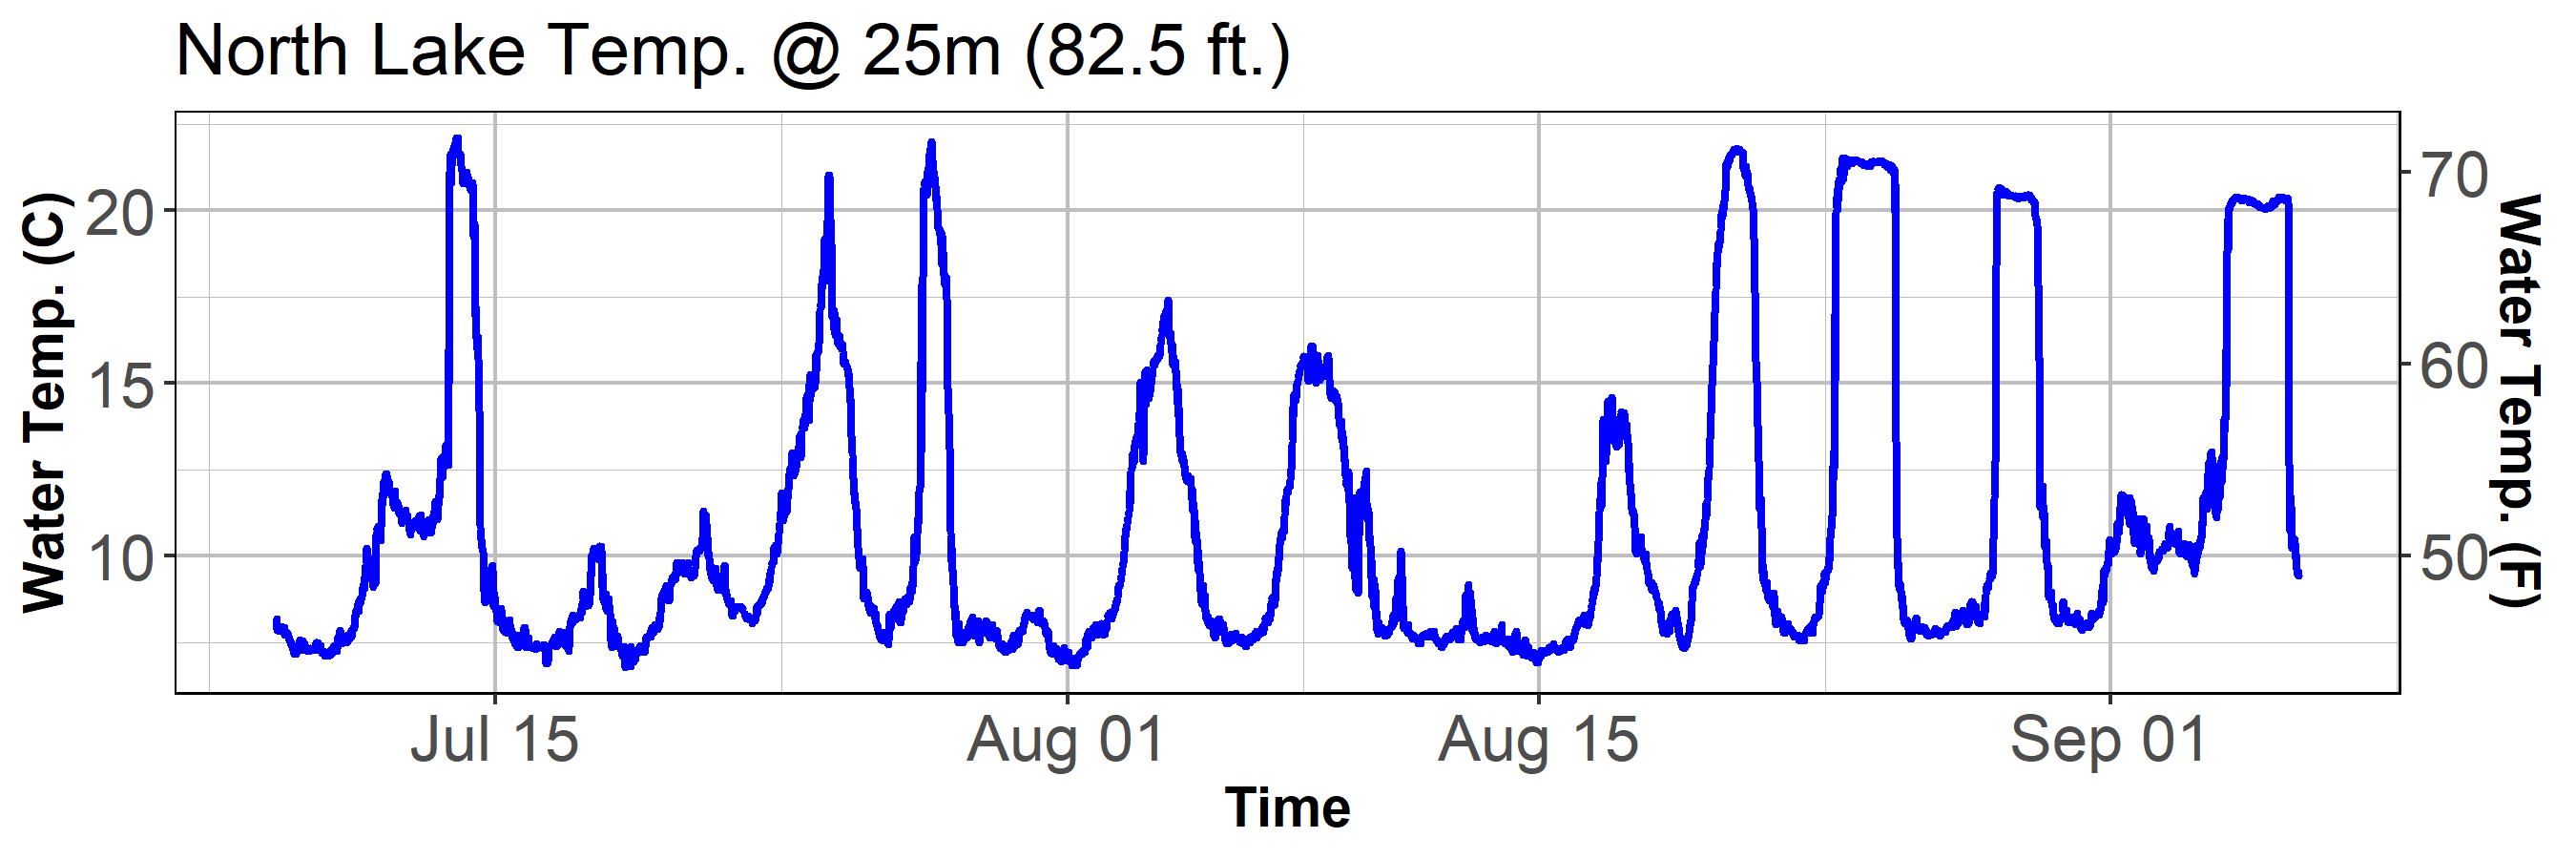 North Lake Temp. @ 25m (82.5 ft.)
Water Temp. (C)
20
15
10
70
60
50
Water Temp. (F)
Jul 15
Aug 01
Aug 15
Sep 01
Time